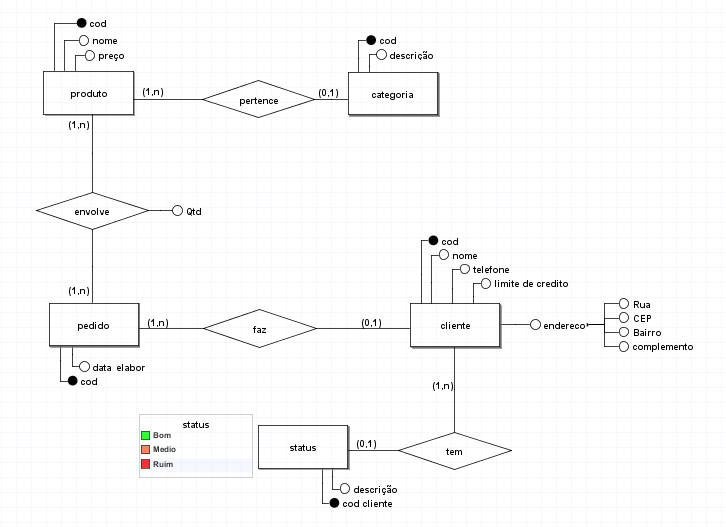 cod
nome
preço
produto
(1,n)
pertence
(0,1)
cod
descrição
categoria
(1,n)
envolve
Qtd
(1,n)
pedido
(1,n)
faz
(0,1)
data elabor
cod
cod
nome
telefone
limite de credito
cliente
endereco
Rua
CEP
Bairro
complemento
(1,n)
status
Bom
Medio
Ruim
status
(0,1)
tem
descrição
cod cliente